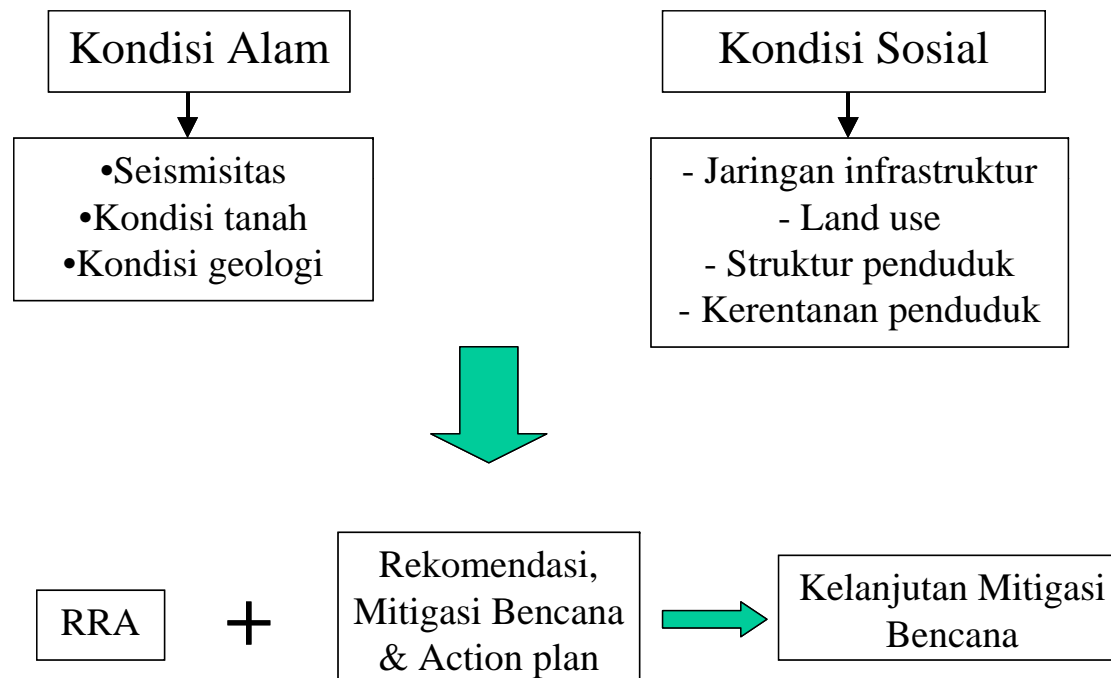 Kondisi Alam
•Seismisitas
•Kondisi tanah
•Kondisi geologi
Kondisi Sosial
- Jaringan infrastruktur
- Land use
- Struktur penduduk
- Kerentanan penduduk
RRA
+
Rekomendasi,
Mitigasi Bencana
& Action plan
Kelanjutan Mitigasi
Bencana